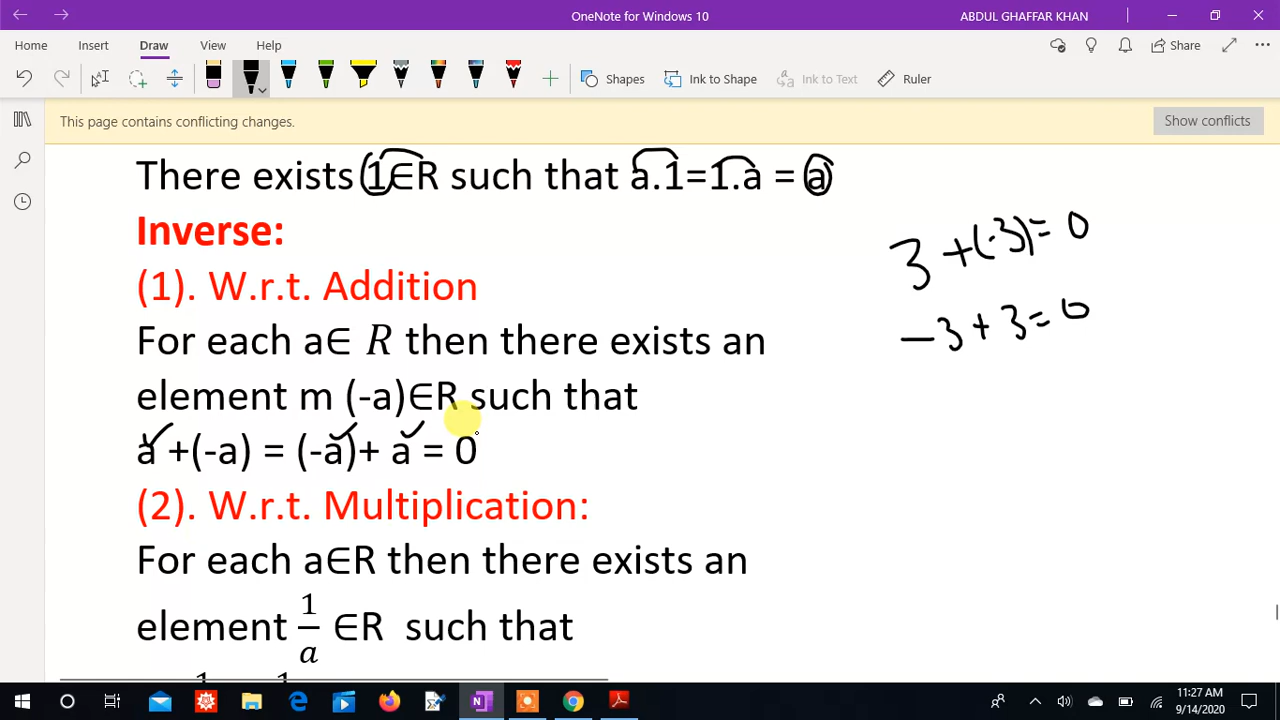 OneNote for Windows 10
ABDUL GHAFFAR KHAN
Home Insert Draw View Help
Share
Shapes
Ink to Shape
Ink to Text
Ruler
This page contains conflicting changes.
Show conflicts
There exists 1∈R such that a.1=1.a = a
Inverse:
(1). W.r.t. Addition
For each a∈ R then there exists an
element m (-a)∈R such that
a +(-a) = (-a)+ a = 0
(2). W.r.t. Multiplication:
For each a∈R then there exists an
element 1/a ∈R such that
3 +(-3)= 0
-3+3=0
11:27 AM
9/14/2020